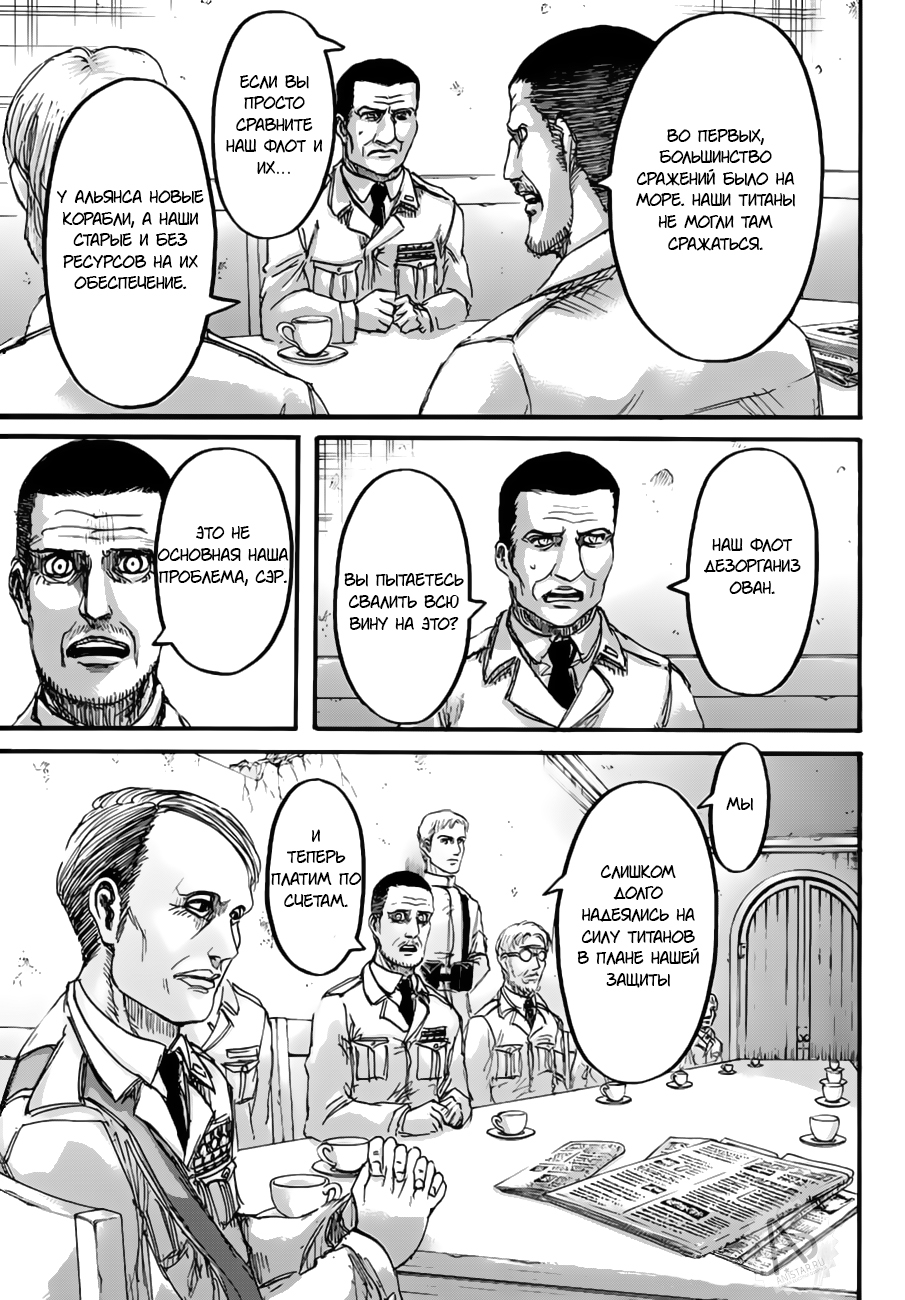 ВО ПЕРВЫХ,
БОЛЬШИНСТВО
СРАЖЕНИЙ БЫЛО НА
МОРЕ. НАШИ ТИТАНЫ
НЕ МОГЛИ ТАМ
СРАЖАТЬСЯ.
ЕСЛИ ВЫ
ПРОСТО
СРАВНИТЕ
НАШ ФЛОТ И
ИХ...
У АЛЬЯНСА НОВЫЕ
КОРАБЛИ, А НАШИ
СТАРЫЕ И БЕЗ
РЕСУРСОВ НА ИХ
ОБЕСПЕЧЕНИЕ.
НАШ ФЛОТ
ДЕЗОРГАНИЗ
ОВАН.
ВЫ ПЫТАЕТЕСЬ
СВАЛИТЬ ВСЮ
ВИНУ НА ЭТО?
ЭТО НЕ
ОСНОВНАЯ НАША
ПРОБЛЕМА, СЭР.
МЫ
СЛИШКОМ
ДОЛГО
НАДЕЯЛИСЬ НА
СИЛУ ТИТАНОВ
В ПЛАНЕ НАШЕЙ
ЗАЩИТЫ
И
ТЕПЕРЬ
ПЛАТИМ ПО
СЧЕТАМ.
ANISTAR.RU